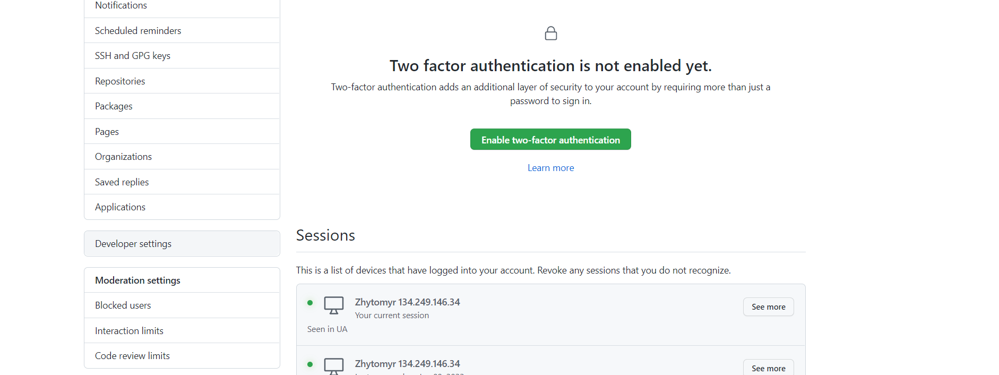 Notifications
Scheduled reminders
SSH and GPG keys
Repositories
Packages
Pages
Organizations
Saved replies
Applications
Developer settings
Moderation settings
Blocked users
Interaction limits
Code review limits
Two factor authentication is not enabled yet.
Two-factor authentication adds an additional layer of security to your account by requiring more than just a
password to sign in.
Enable two-factor authentication
Learn more
Sessions
This is a list of devices that have logged into your account. Revoke any sessions that you do not recognize.
Zhytomyr 134.249.146.34
Your current session
Seen in UA
See more
Zhytomyr 134.249.146.34
See more